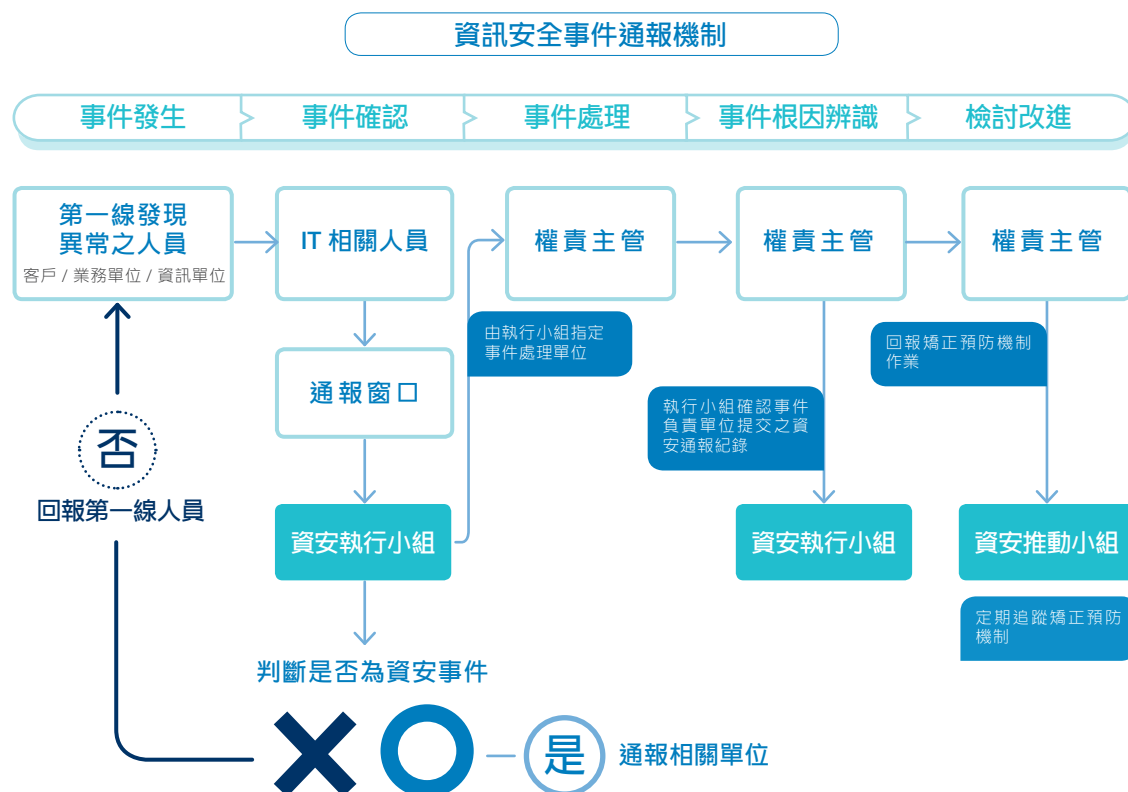 資訊安全事件通報機制
事件發生
事件確認
事件處理
事件根因辨識
檢討改進
第一線發現
異常之人員
客戶 / 業務單位 / 資訊單位
IT 相關人員
權責主管
權責主管
權責主管
由執行小組指定
事件處理單位
回報矯正預防機制
作業
通報窗口
執行小組確認事件
負責單位提交之資
安通報紀錄
否
回報第一線人員
資安執行小組
資安執行小組
資安推動小組
定期追蹤矯正預防
機制
判斷是否為資安事件
是
通報相關單位